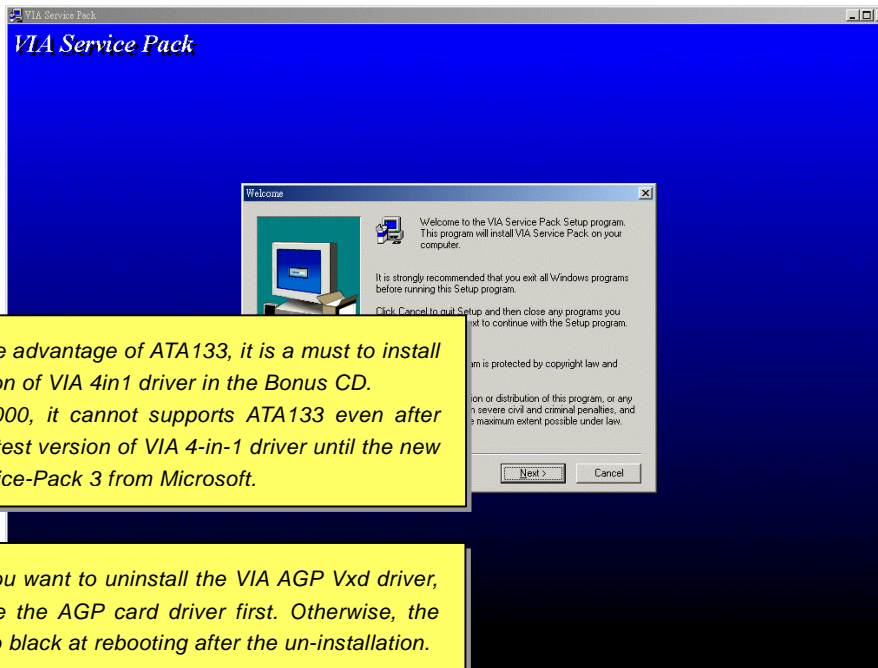 VIA Service Pack
VIA Service Pack
Welcome
Welcome to the VIA Service Pack Setup program.
This program will install VIA Service Pack on your
computer.
It is strongly recommended that you exit all Windows programs
before running this Setup program.
Click Cancel to quit Setup and then close any programs you
ext to continue with the Setup program.
am is protected by copyright law and
ion or distribution of this program, or any
n severe civil and criminal penalties, and
e maximum extent possible under law.
Next >
Cancel
e advantage of ATA133, it is a must to install
on of VIA 4in1 driver in the Bonus CD.
000, it cannot supports ATA133 even after
test version of VIA 4-in-1 driver until the new
ice-Pack 3 from Microsoft.
ou want to uninstall the VIA AGP Vxd driver,
e the AGP card driver first. Otherwise, the
o black at rebooting after the un-installation.